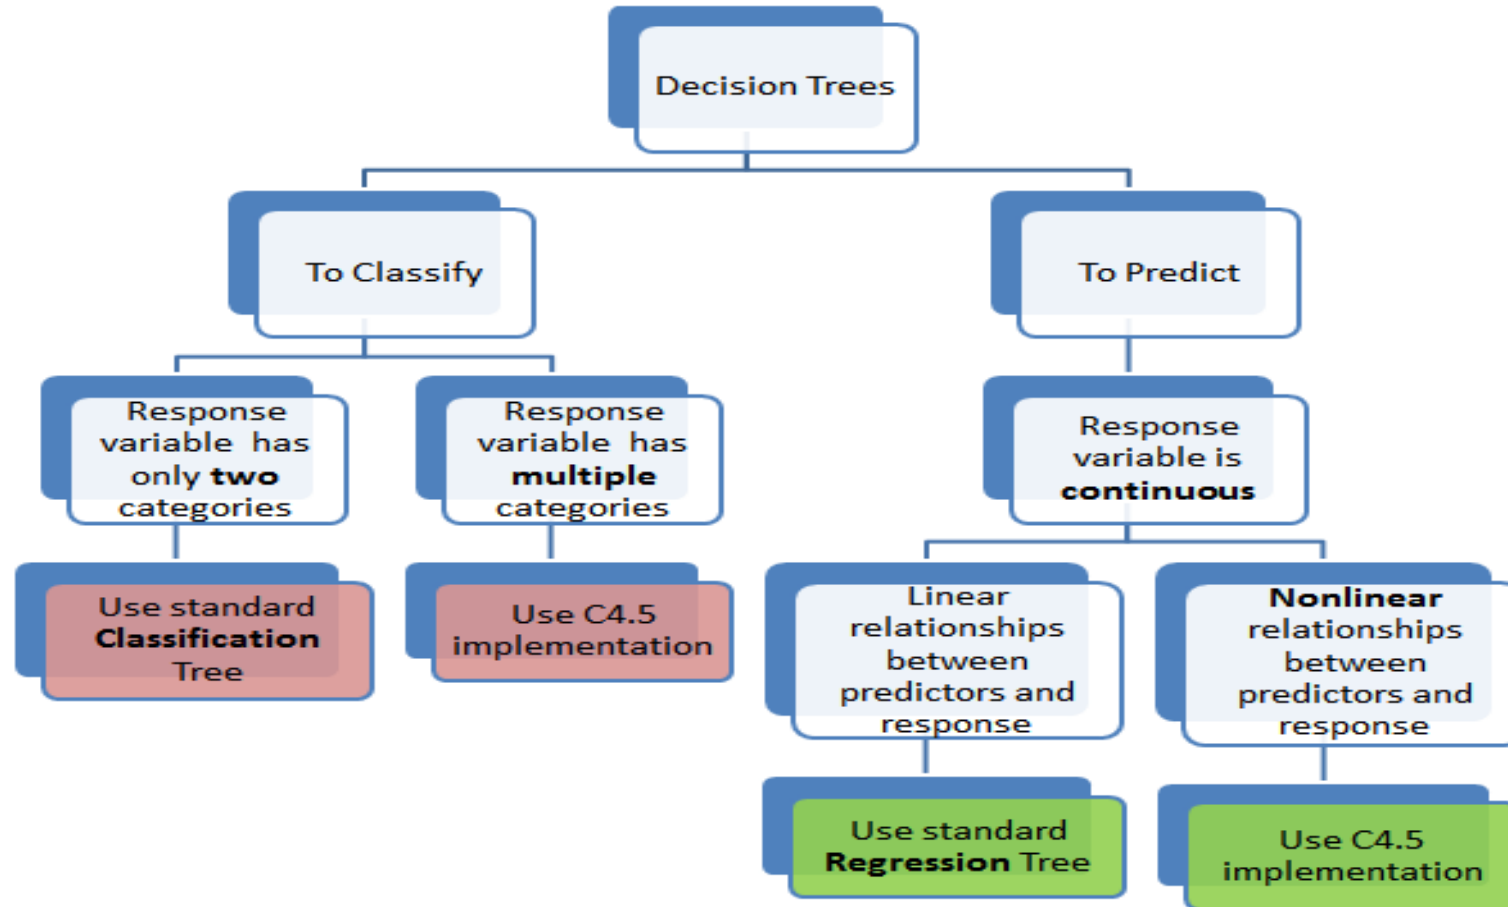 Decision Trees
To Classify
To Predict
Response
variable has
only two
categories
Response
variable has
multiple
categories
Response
variable is
continuous
Use standard
Classification
Tree
Use C4.5
implementation
Linear
relationships
between
predictors and
response
Nonlinear
relationships
between
predictors and
response
Use standard
Regression Tree
Use C4.5
implementation